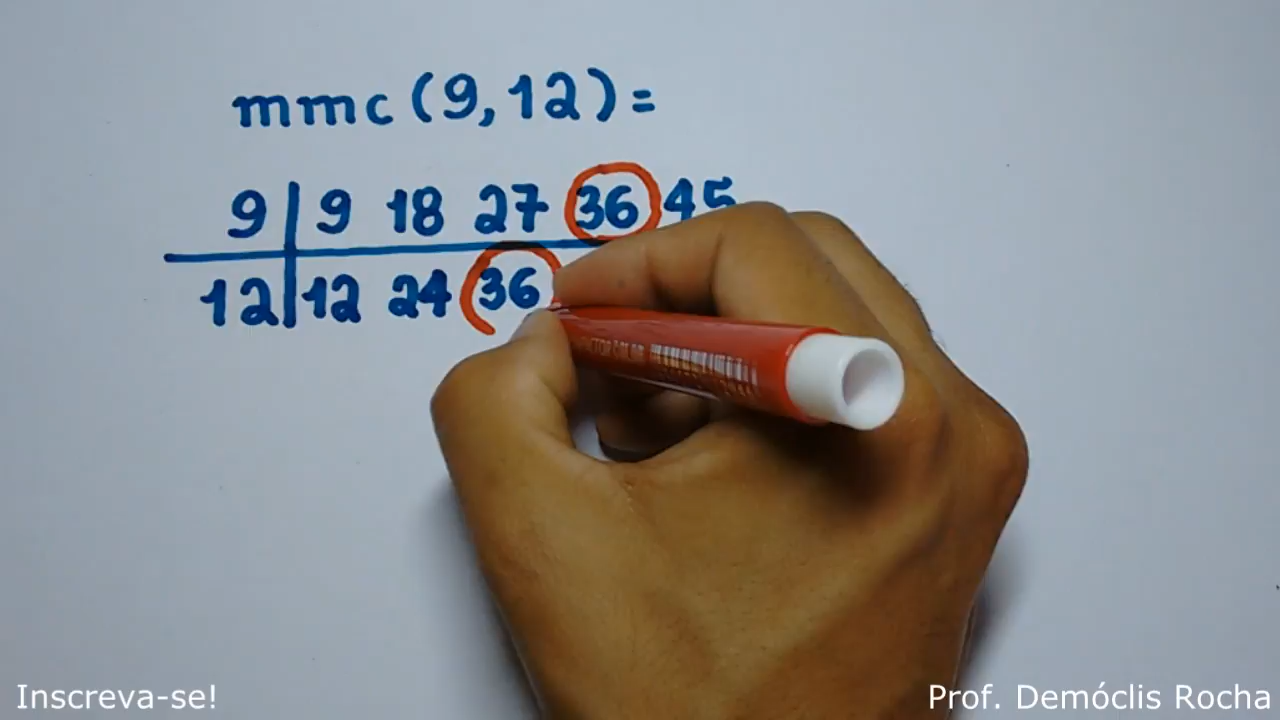 mmc (9,12) =
9 9 18 27 36 45
12 12 24 36
Inscreva-se!
Prof. Demóclis Rocha